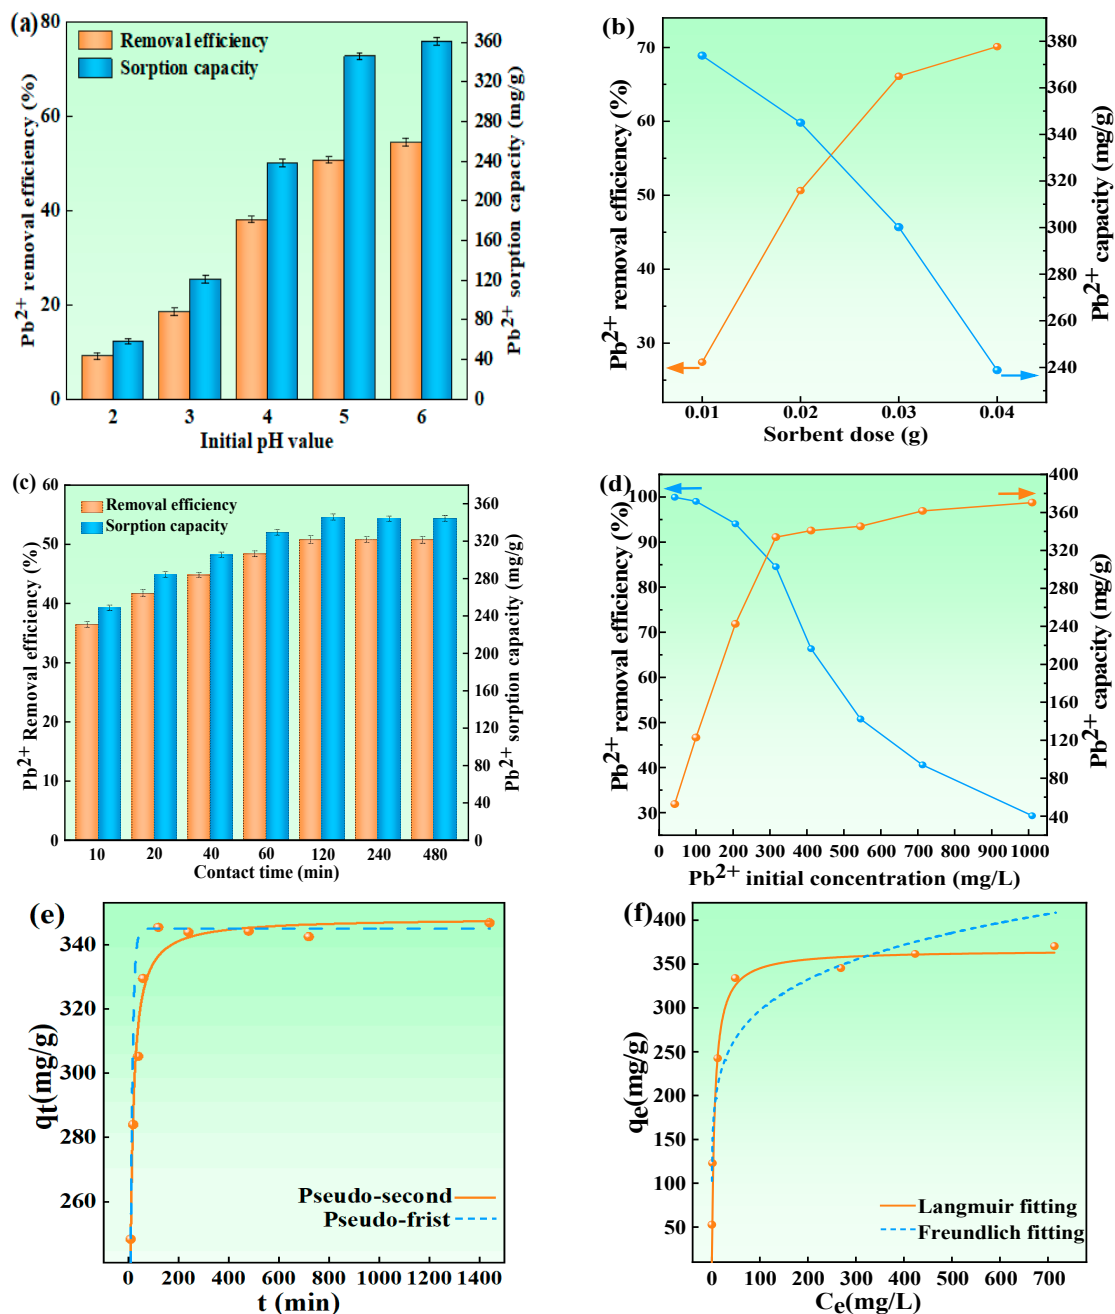 (a)
80
60
40
20
0
Pb2+ removal efficiency (%)
Removal efficiency
Sorption capacity
360
320
280
240
200
160
120
80
40
0
Pb2+ sorption capacity (mg/g)
2 3 4 5 6
Initial pH value
(b)
70
60
50
40
30
Pb2+ removal efficiency (%)
380
360
340
320
300
280
260
240
Pb2+ capacity (mg/g)
0.01 0.02 0.03 0.04
Sorbent dose (g)
(c)
60
50
40
30
20
10
0
Pb2+ Removal efficiency (%)
Removal efficiency
Sorption capacity
360
320
280
240
200
160
120
80
40
0
Pb2+ sorption capacity (mg/g)
10 20 40 60 120 240 480
Contact time (min)
(d)
100
90
80
70
60
50
40
30
Pb2+ removal efficiency (%)
400
360
320
280
240
200
160
120
80
40
Pb2+ capacity (mg/g)
0 100 200 300 400 500 600 700 800 900 1000
Pb2+ initial concentration (mg/L)
(e)
340
320
300
280
260
qt(mg/g)
Pseudo-second
Pseudo-frist
0 200 400 600 800 1000 1200 1400
t (min)
(f)
400
350
300
250
200
150
100
50
qe(mg/g)
Langmuir fitting
Freundlich fitting
0 100 200 300 400 500 600 700
Ce(mg/L)